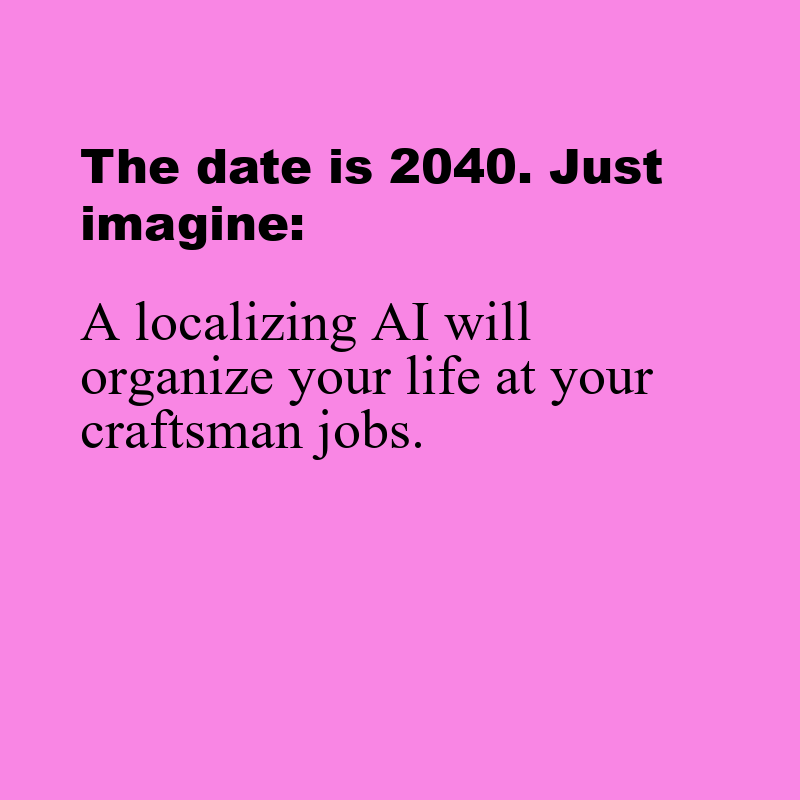 The date is 2040. Just
imagine:
A localizing AI will
organize your life at your
craftsman jobs.